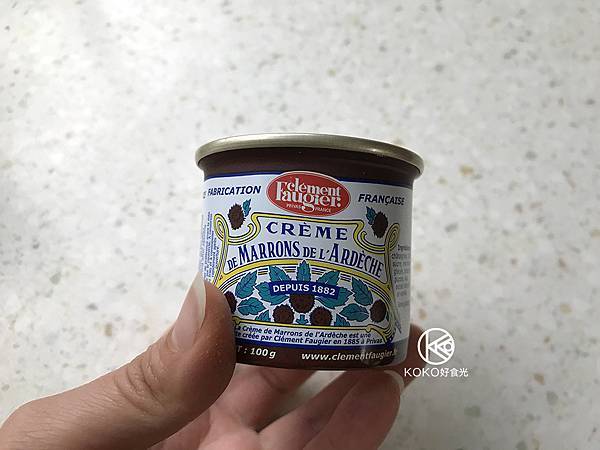 FABRICATION
FRANÇAISE
clément
Faugier
PRIVAS FRANCE
CRÈME
DE MARRONS DE L'ARDÈCHE
DEPUIS 1882
La Crème de Marrons de l'Ardèche est une
créée par Clément Faugier en 1885 à Privas
: 100 g
www.clementfaugier.
KOKO好食光